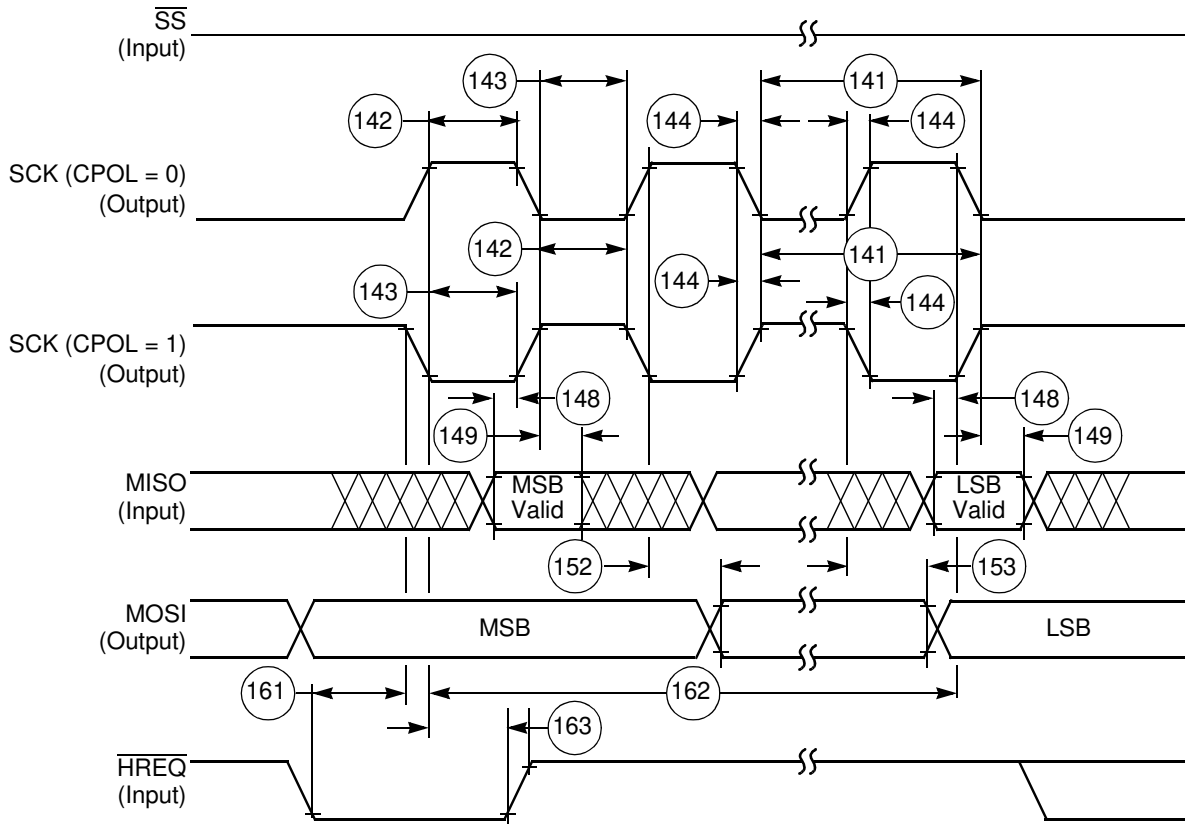 SS
(Input)
143
141
142
144
144
SCK (CPOL = 0)
(Output)
142
141
143
144
144
SCK (CPOL = 1)
(Output)
148
148
149
149
MISO
(Input)
MSB
Valid
LSB
Valid
152
153
MOSI
(Output)
MSB
LSB
161
162
163
HREQ
(Input)